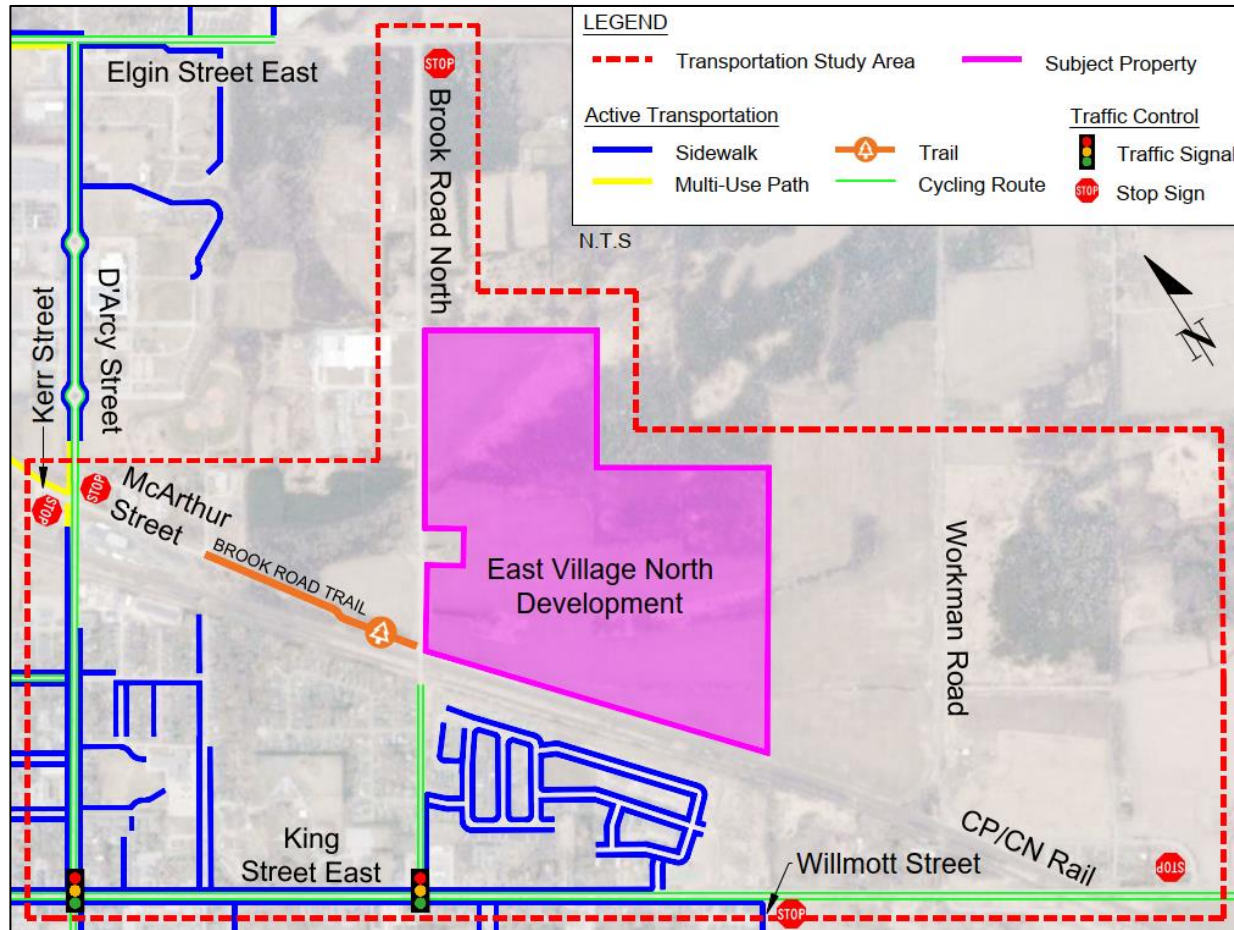 LEGEND
Transportation Study Area
Subject Property
Active Transportation
Traffic Control
Sidewalk
Trail
Traffic Signal
Multi-Use Path
Cycling Route
STOP
Stop Sign
N.T.S
N
Elgin Street East
STOP
Brook Road North
Kerr Street
D'Arcy Street
STOP
STOP
McArthur
Street
BROOK ROAD TRAIL
East Village North
Development
Workman Road
King
Street East
CP/CN Rail
Willmott Street
STOP
STOP